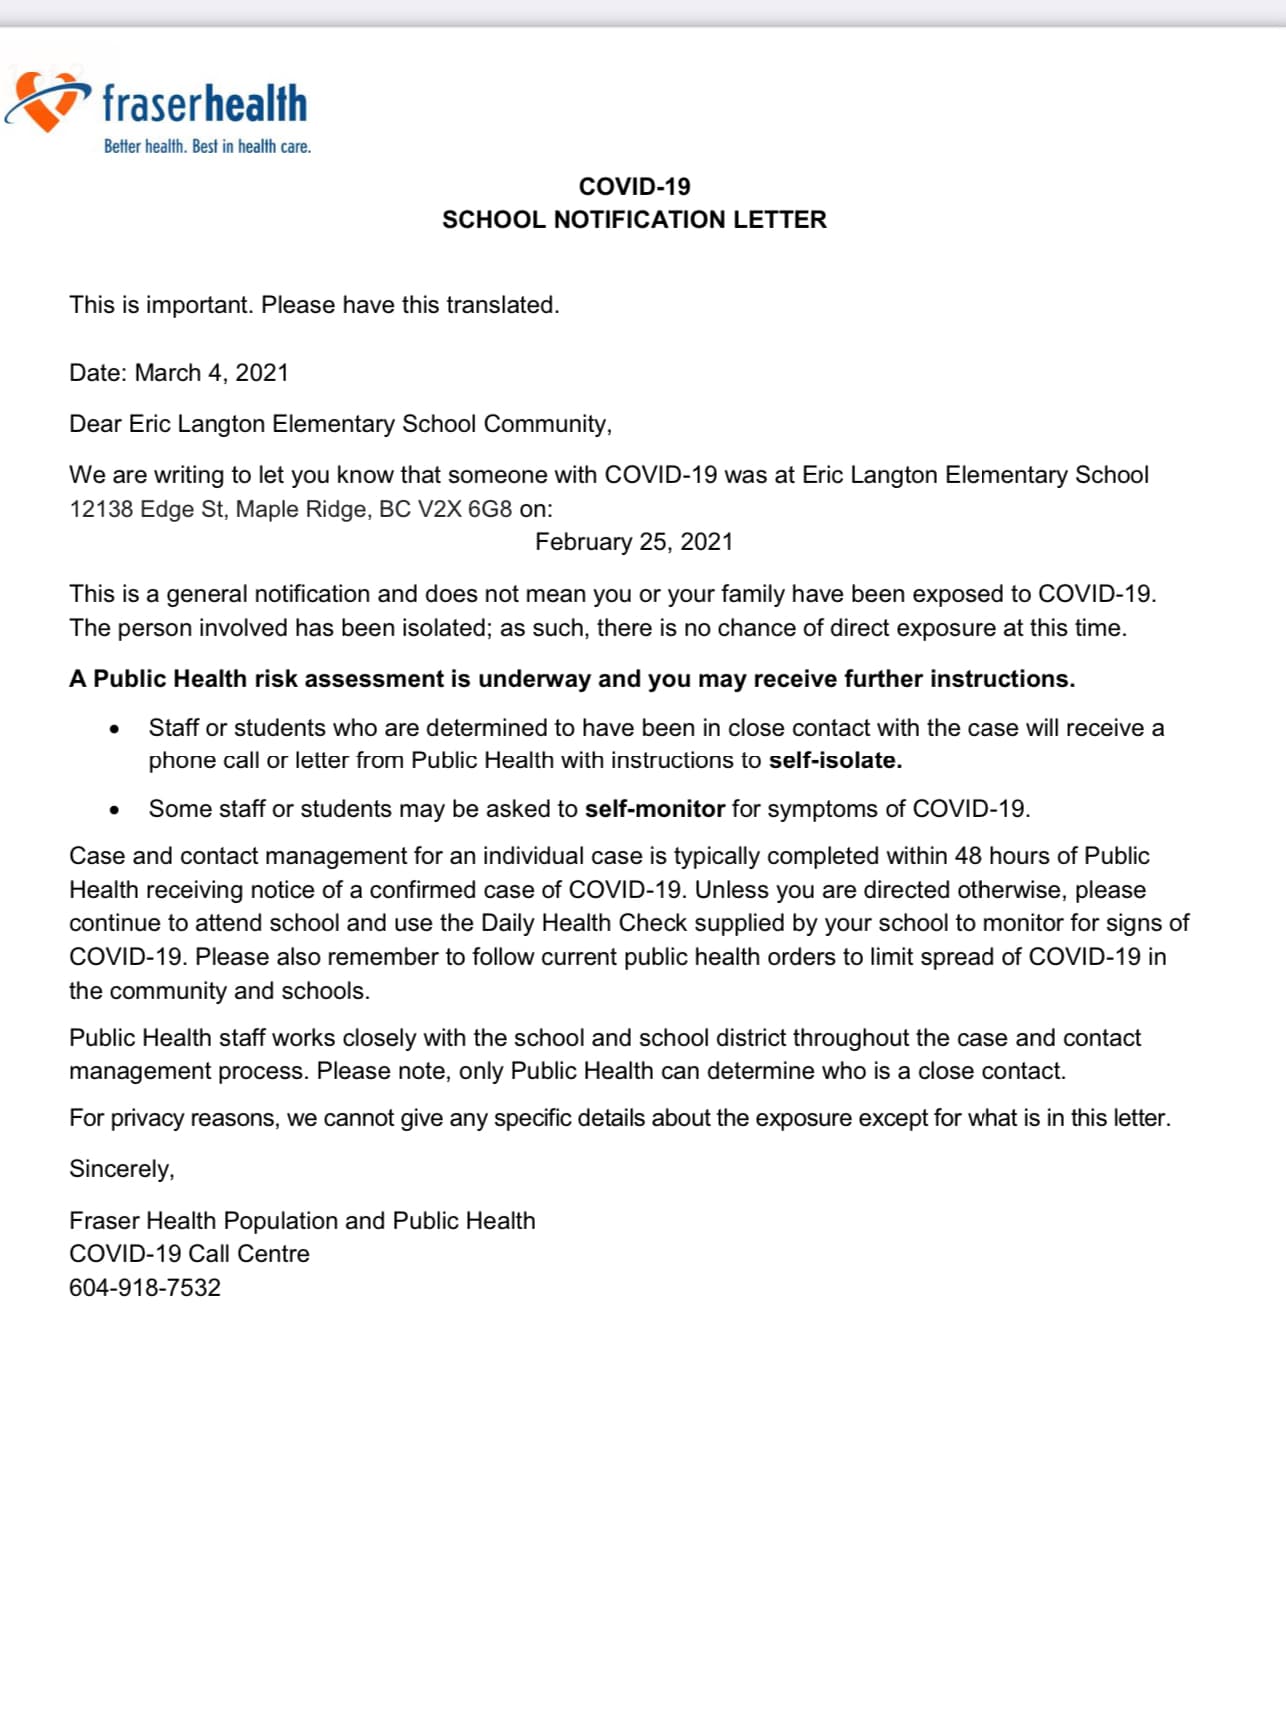 fraserhealth
Better health. Best in health care.
COVID-19
SCHOOL NOTIFICATION LETTER
This is important. Please have this translated.
Date: March 4, 2021
Dear Eric Langton Elementary School Community,
We are writing to let you know that someone with COVID-19 was at Eric Langton Elementary School
12138 Edge St, Maple Ridge, BC V2X 6G8 on:
February 25, 2021
This is a general notification and does not mean you or your family have been exposed to COVID-19.
The person involved has been isolated; as such, there is no chance of direct exposure at this time.
A Public Health risk assessment is underway and you may receive further instructions.
• Staff or students who are determined to have been in close contact with the case will receive a
phone call or letter from Public Health with instructions to self-isolate.
• Some staff or students may be asked to self-monitor for symptoms of COVID-19.
Case and contact management for an individual case is typically completed within 48 hours of Public
Health receiving notice of a confirmed case of COVID-19. Unless you are directed otherwise, please
continue to attend school and use the Daily Health Check supplied by your school to monitor for signs of
COVID-19. Please also remember to follow current public health orders to limit spread of COVID-19 in
the community and schools.
Public Health staff works closely with the school and school district throughout the case and contact
management process. Please note, only Public Health can determine who is a close contact.
For privacy reasons, we cannot give any specific details about the exposure except for what is in this letter.
Sincerely,
Fraser Health Population and Public Health
COVID-19 Call Centre
604-918-7532